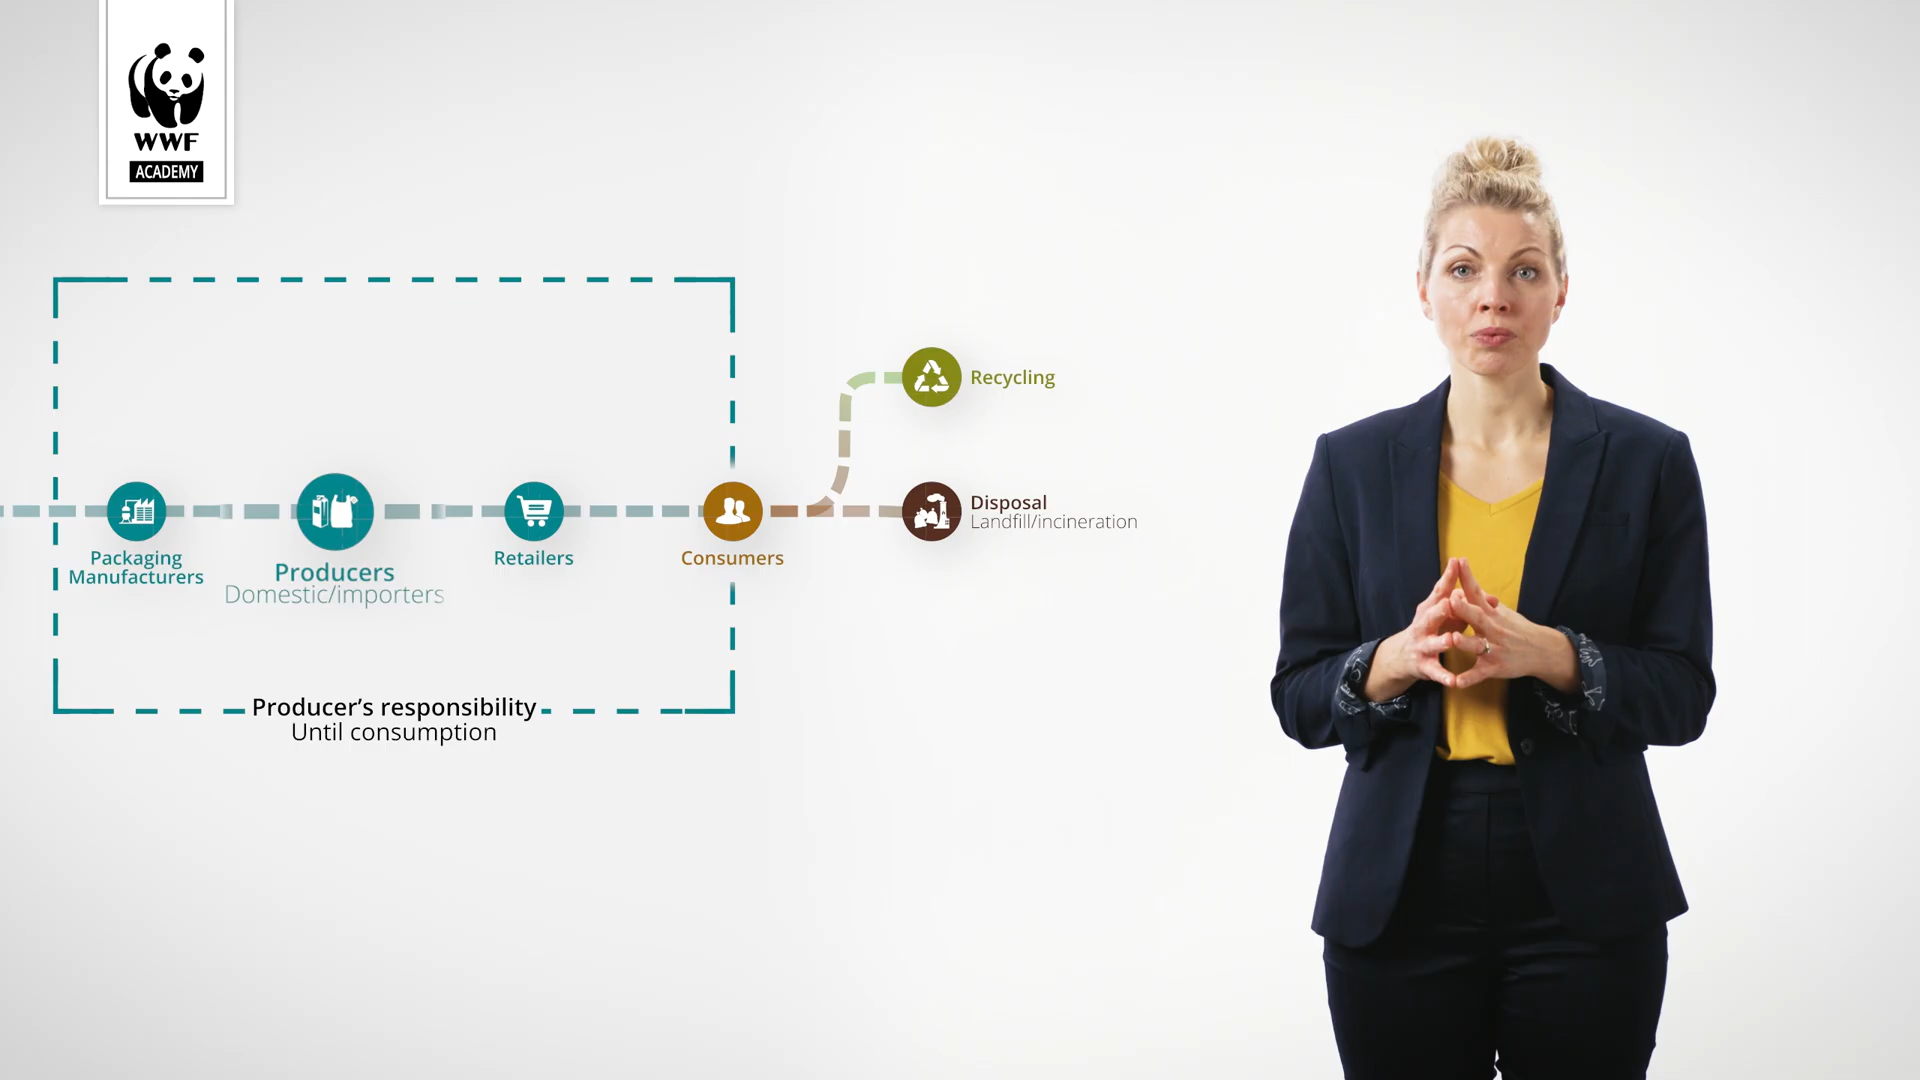 WWF
ACADEMY
Recycling
Disposal
Landfill/incineration
Packaging
Manufacturers
Producers
Domestic/importers
Retailers
Consumers
Producer’s responsibility
Until consumption